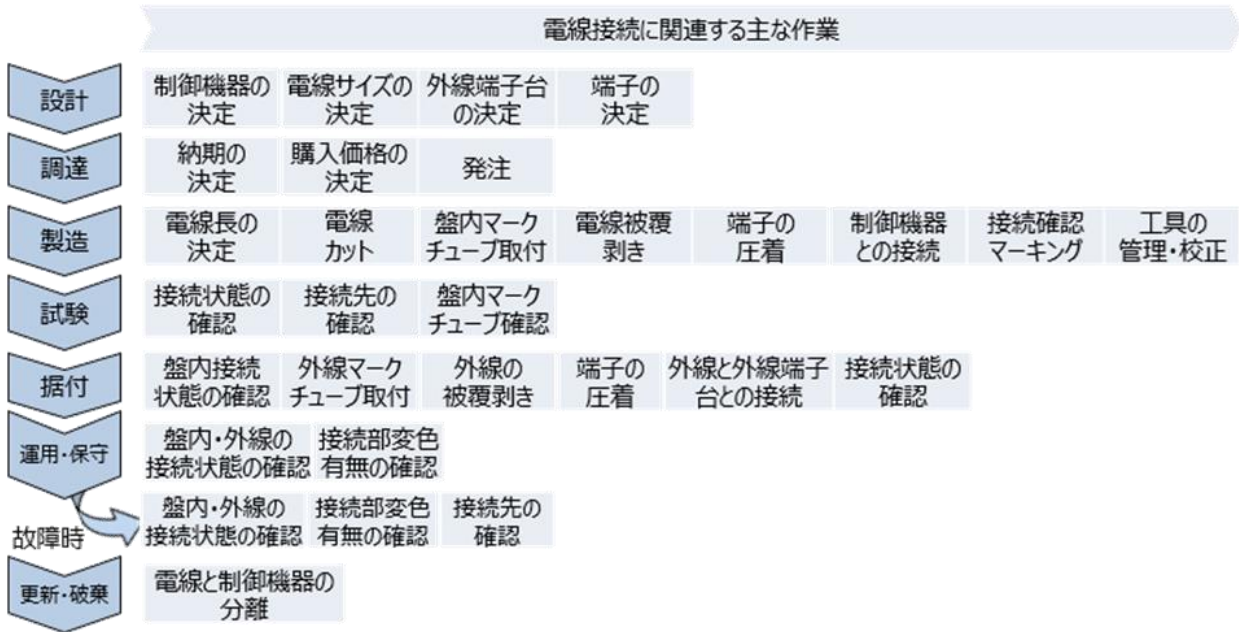 電線接続に関連する主な作業
設計
制御機器の
決定
電線サイズの
決定
外線端子台
の決定
端子の
決定
調達
納期の
決定
購入価格の
決定
発注
製造
電線長の
決定
電線
カット
盤内マーク
チューブ取付
電線被覆
剥き
端子の
圧着
制御機器
との接続
接続確認
マーキング
工具の
管理・校正
試験
接続状態の
確認
接続先の
確認
盤内マーク
チューブ確認
据付
盤内接続
状態の確認
外線マーク
チューブ取付
外線の
被覆剥き
端子の
圧着
外線と外線端子
台との接続
接続状態の
確認
運用・保守
盤内・外線の
接続状態の確認
接続部変色
有無の確認
故障時
盤内・外線の
接続状態の確認
接続部変色
有無の確認
接続先の
確認
更新・破棄
電線と制御機器の
分離